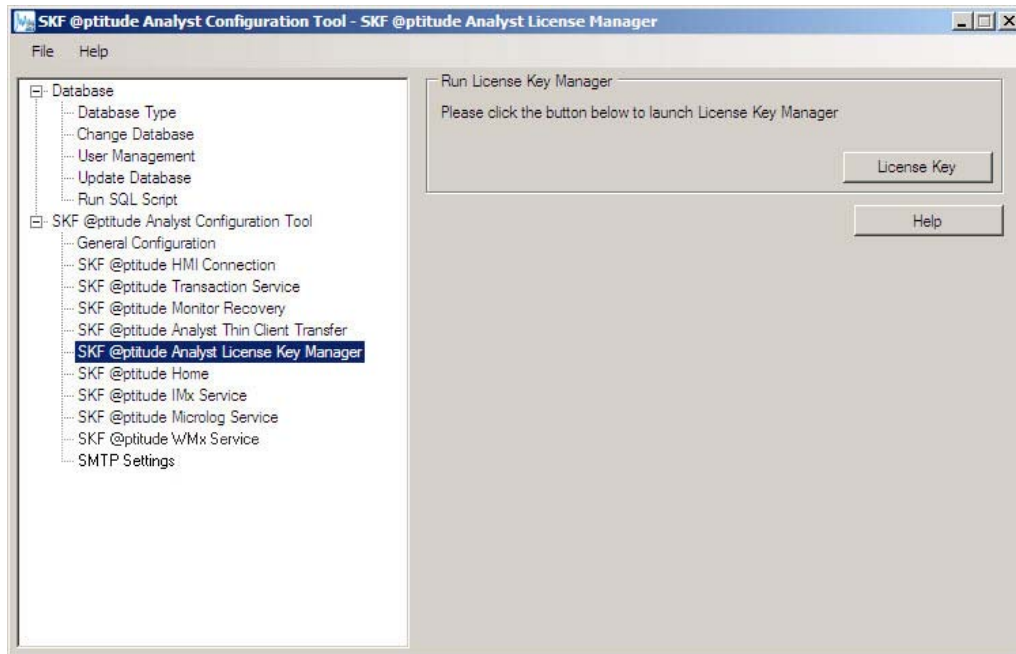 SKF @ptitude Analyst Configuration Tool - SKF @ptitude Analyst License Manager
File Help
Database
Database Type
Change Database
User Management
Update Database
Run SQL Script
SKF @ptitude Analyst Configuration Tool
General Configuration
SKF @ptitude HMI Connection
SKF @ptitude Transaction Service
SKF @ptitude Monitor Recovery
SKF @ptitude Analyst Thin Client Transfer
SKF @ptitude Analyst License Key Manager
SKF @ptitude Home
SKF @ptitude IMx Service
SKF @ptitude Microlog Service
SKF @ptitude WMx Service
SMTP Settings
Run License Key Manager
Please click the button below to launch License Key Manager
License Key
Help